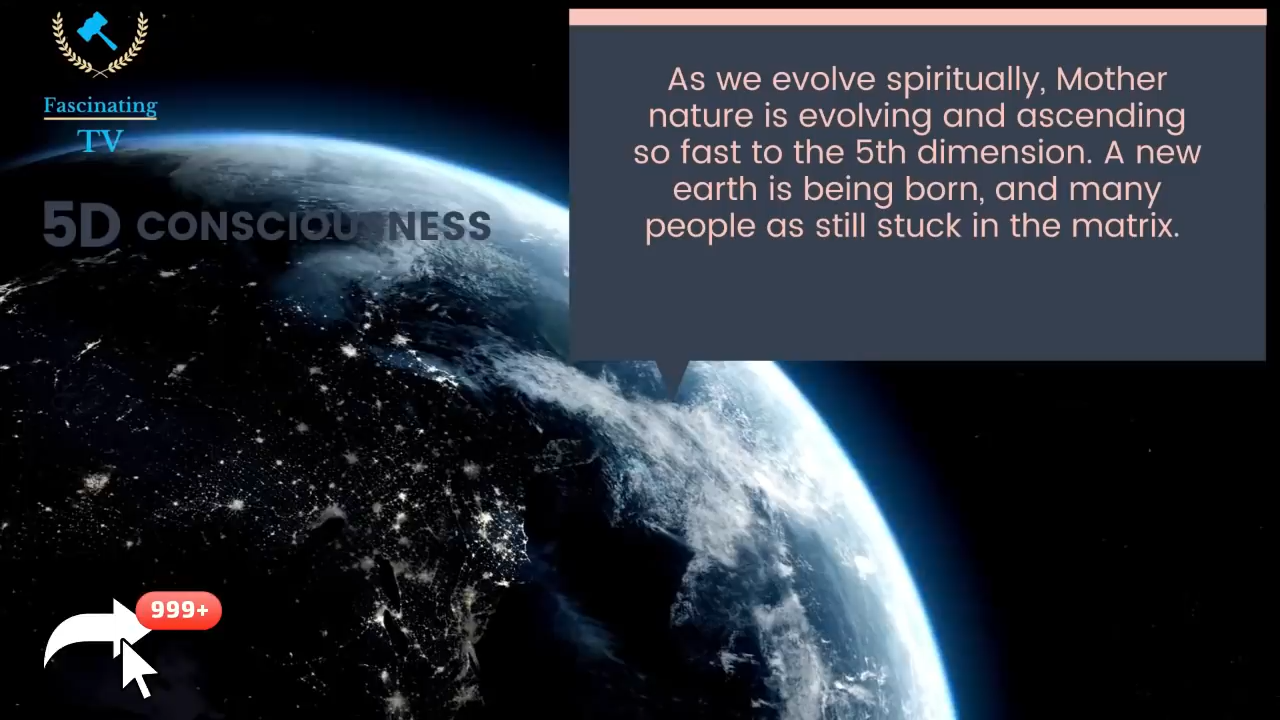 Fascinating
TV
5D CONSCIOUSNESS
As we evolve spiritually, Mother
nature is evolving and ascending
so fast to the 5th dimension. A new
earth is being born, and many
people as still stuck in the matrix.
999+